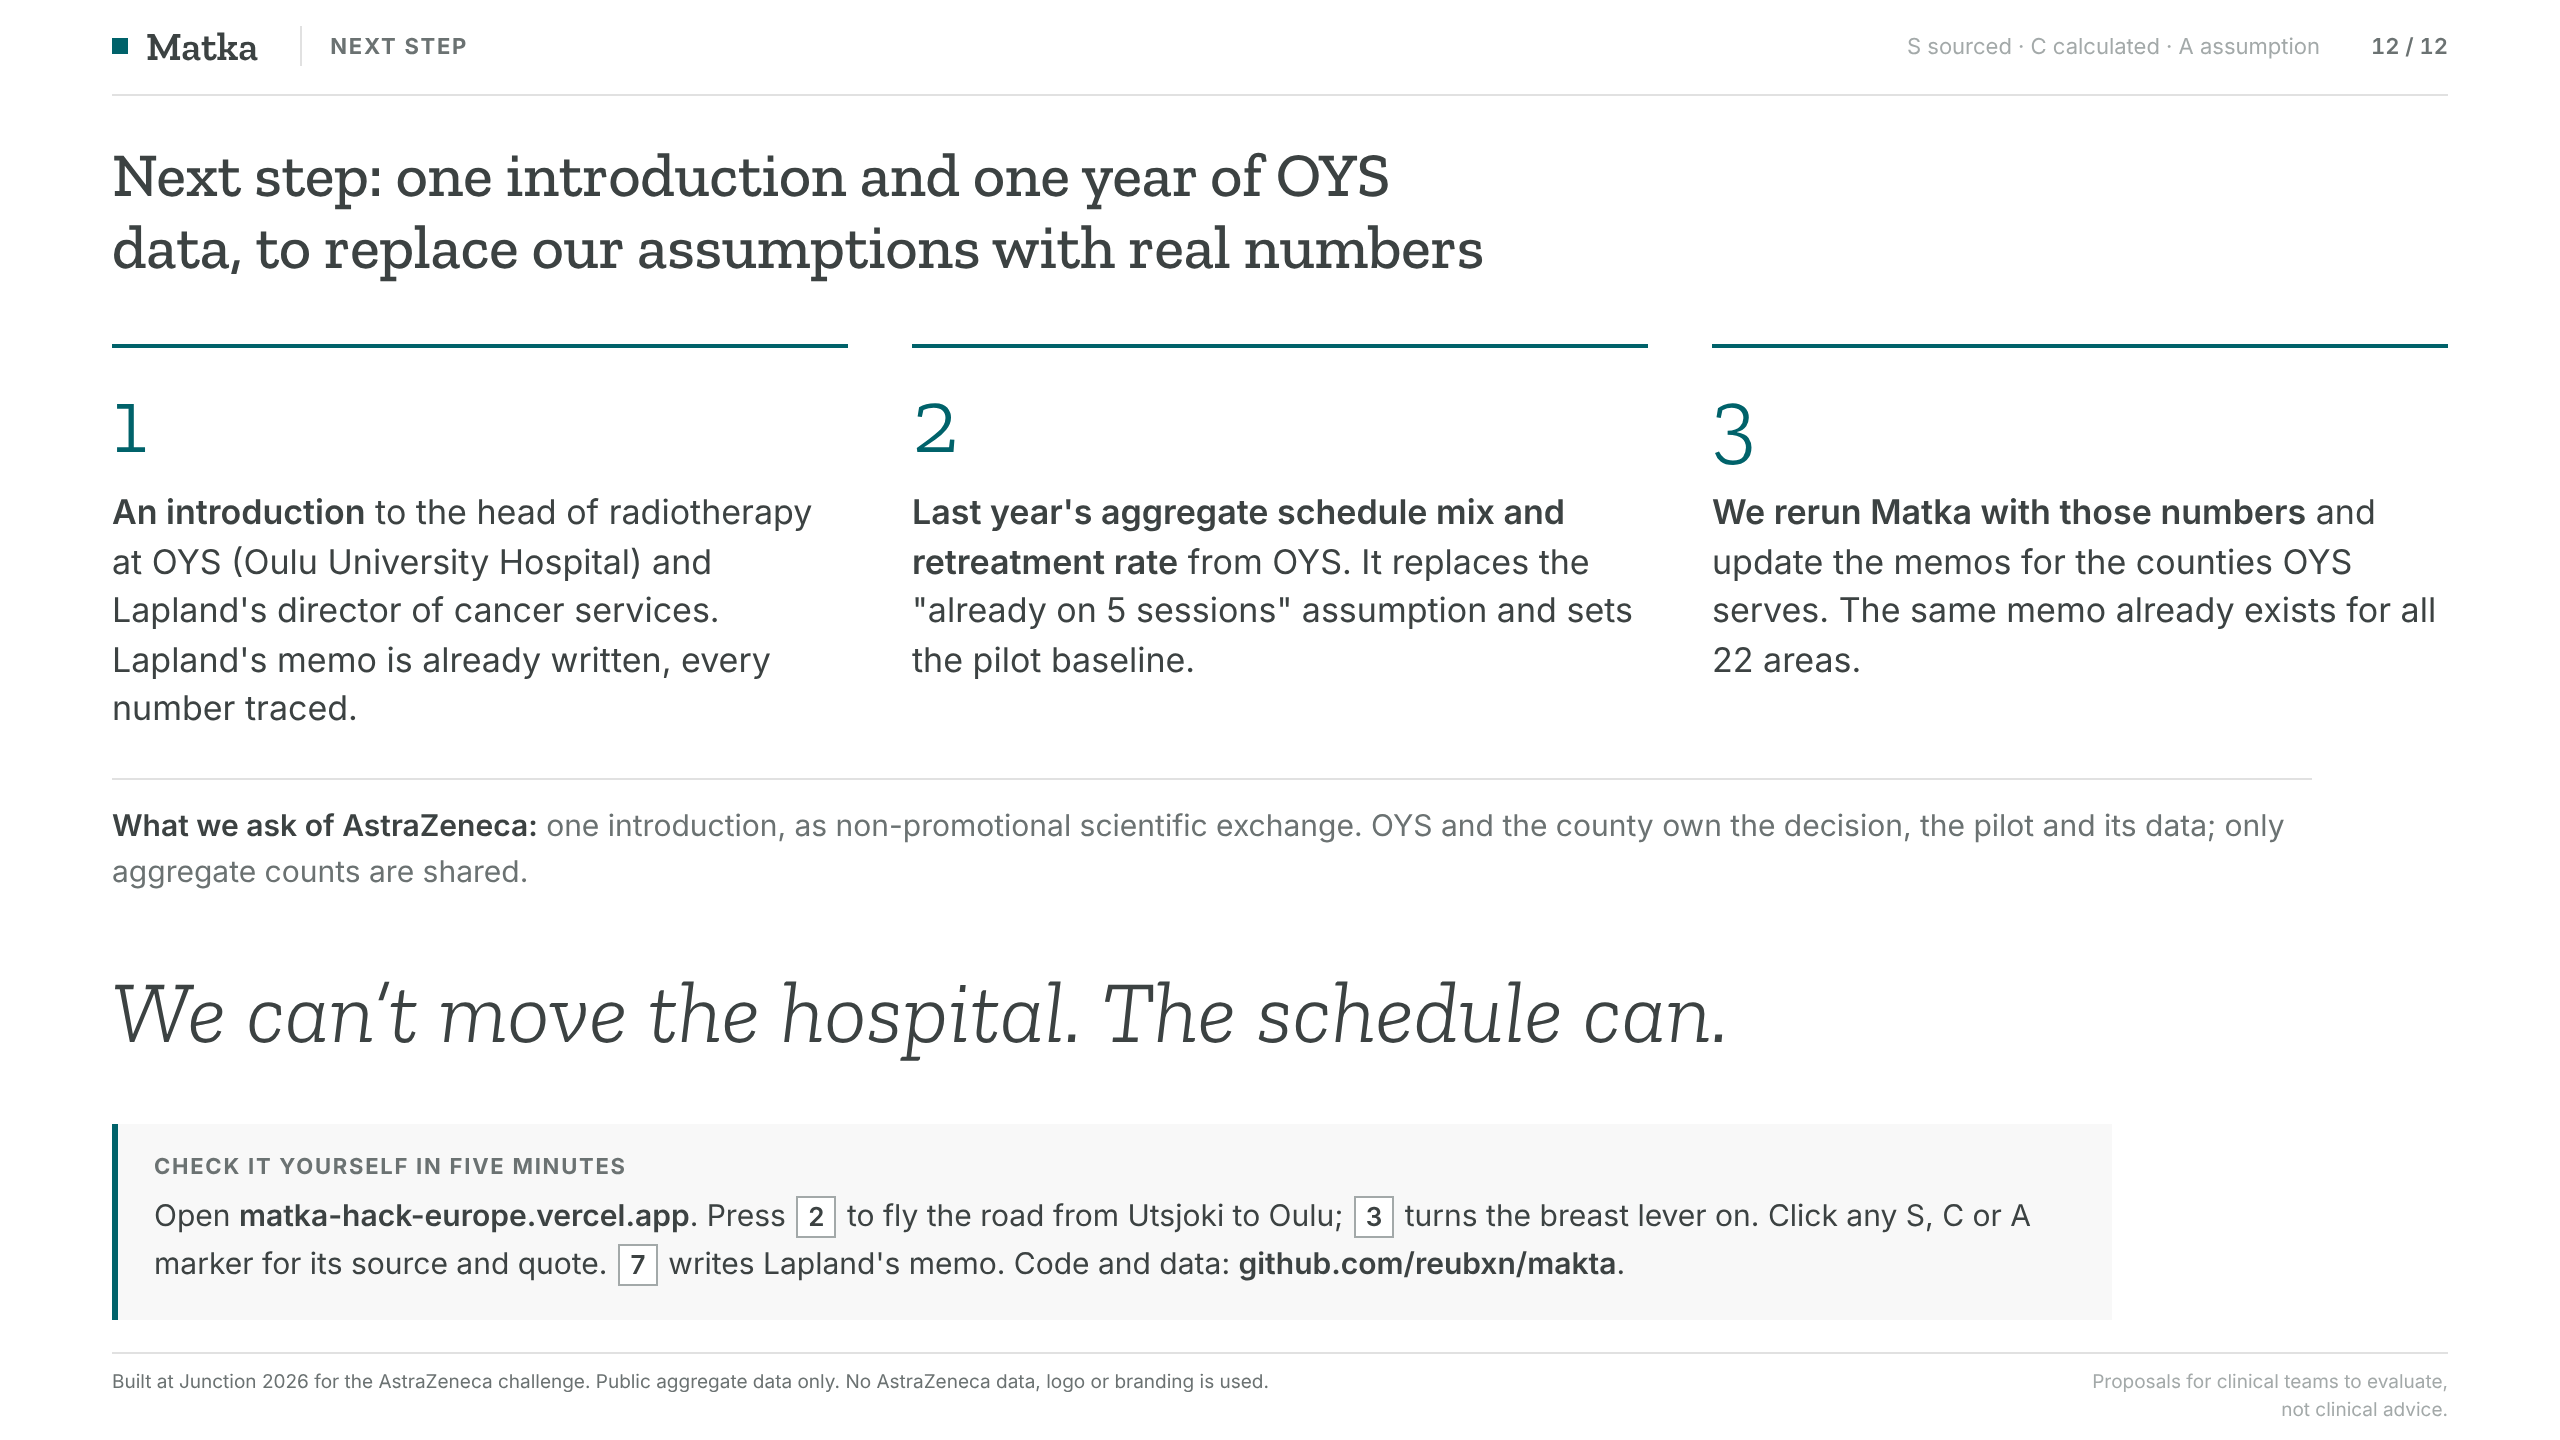 Matka
NEXT STEP
S sourced · C calculated · A assumption
12 / 12
Next step: one introduction and one year of OYS
data, to replace our assumptions with real numbers
1
An introduction to the head of radiotherapy
at OYS (Oulu University Hospital) and
Lapland's director of cancer services.
Lapland's memo is already written, every
number traced.
2
Last year's aggregate schedule mix and
retreatment rate from OYS. It replaces the
"already on 5 sessions" assumption and sets
the pilot baseline.
3
We rerun Matka with those numbers and
update the memos for the counties OYS
serves. The same memo already exists for all
22 areas.
What we ask of AstraZeneca: one introduction, as non-promotional scientific exchange. OYS and the county own the decision, the pilot and its data; only
aggregate counts are shared.
We can’t move the hospital. The schedule can.
CHECK IT YOURSELF IN FIVE MINUTES
Open matka-hack-europe.vercel.app. Press 2 to fly the road from Utsjoki to Oulu; 3 turns the breast lever on. Click any S, C or A
marker for its source and quote. 7 writes Lapland's memo. Code and data: github.com/reubxn/makta.
Built at Junction 2026 for the AstraZeneca challenge. Public aggregate data only. No AstraZeneca data, logo or branding is used.
Proposals for clinical teams to evaluate,
not clinical advice.